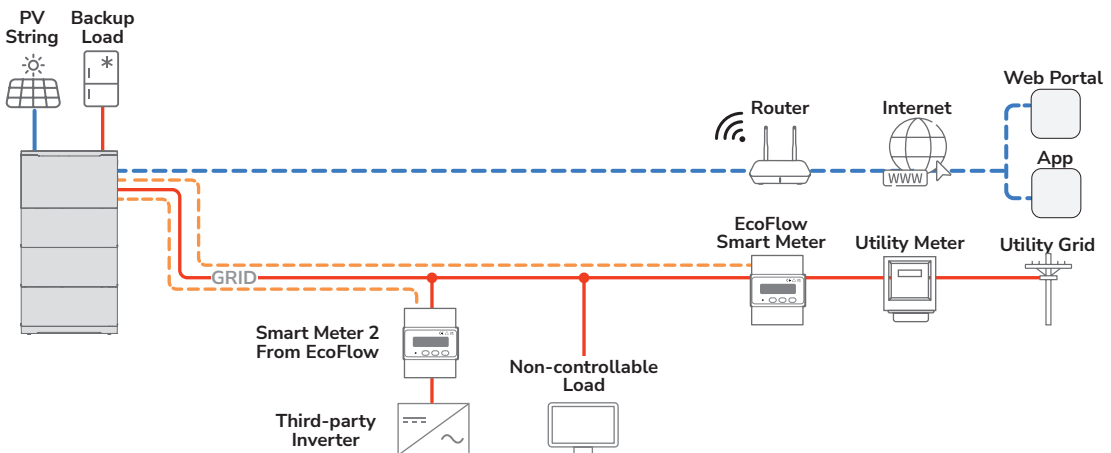 PV
String
Backup
Load
Router
Internet
WWW
Web Portal
App
EcoFlow
Smart Meter
Utility Meter
Utility Grid
GRID
Smart Meter 2
From EcoFlow
Non-controllable
Load
Third-party
Inverter